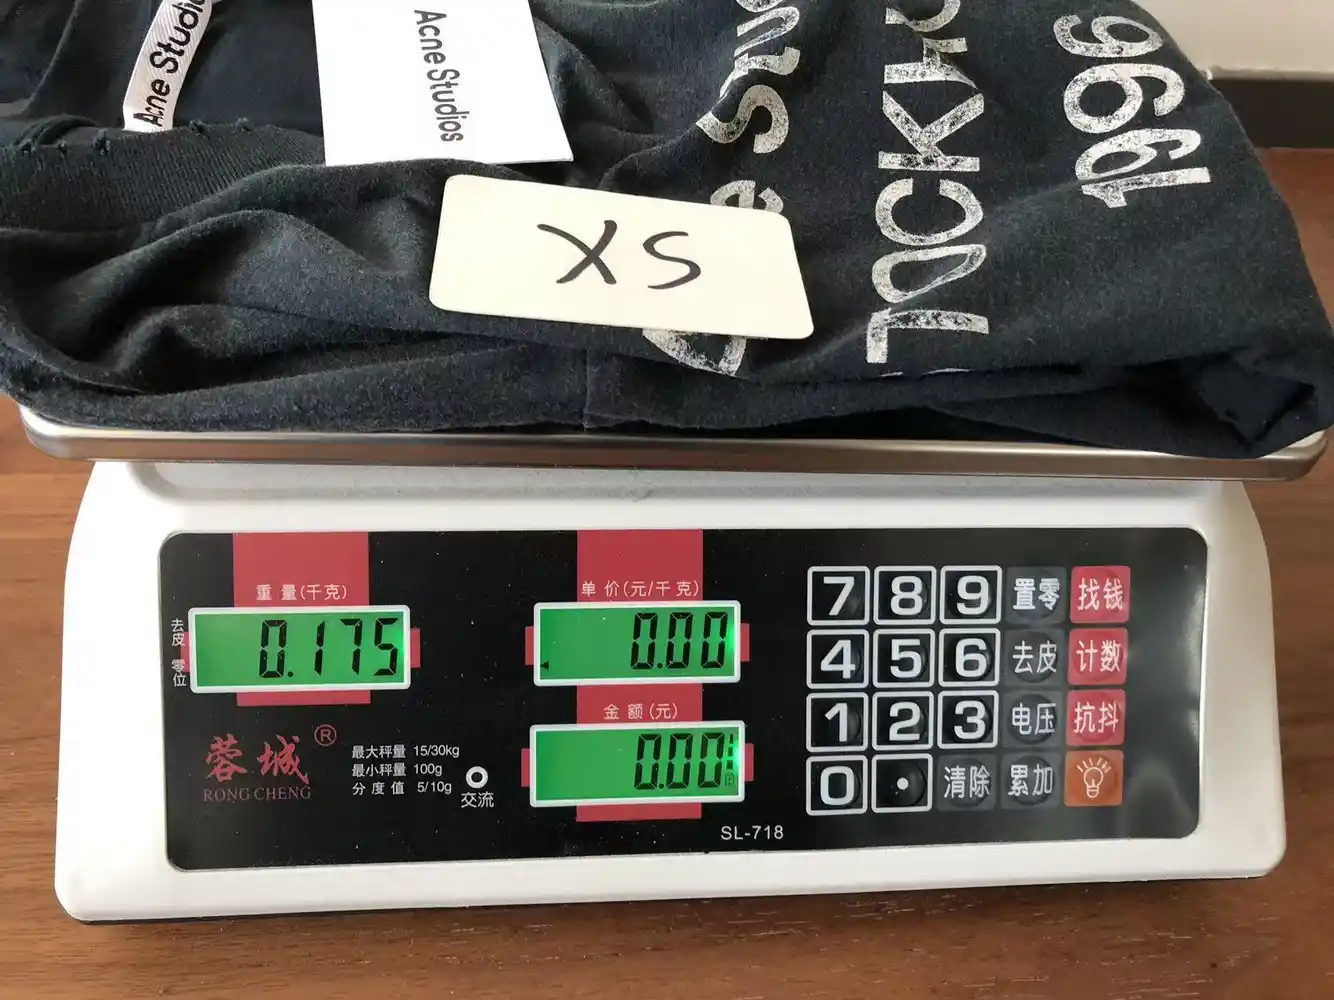 Acne Studio
Acne Studios
e Stu
STOCKHO
1996
XS
重量(千克)
单价(元/千克)
去皮
零位
0.175
0.00
金额(元)
0.00
蓉城®
RONG CHENG
最大秤量 15/30kg
最小秤量 100g
分度值 5/10g
交流
SL-718
7 8 9 置零 找钱
4 5 6 去皮 计数
1 2 3 电压 抗抖
0 . 清除 累加